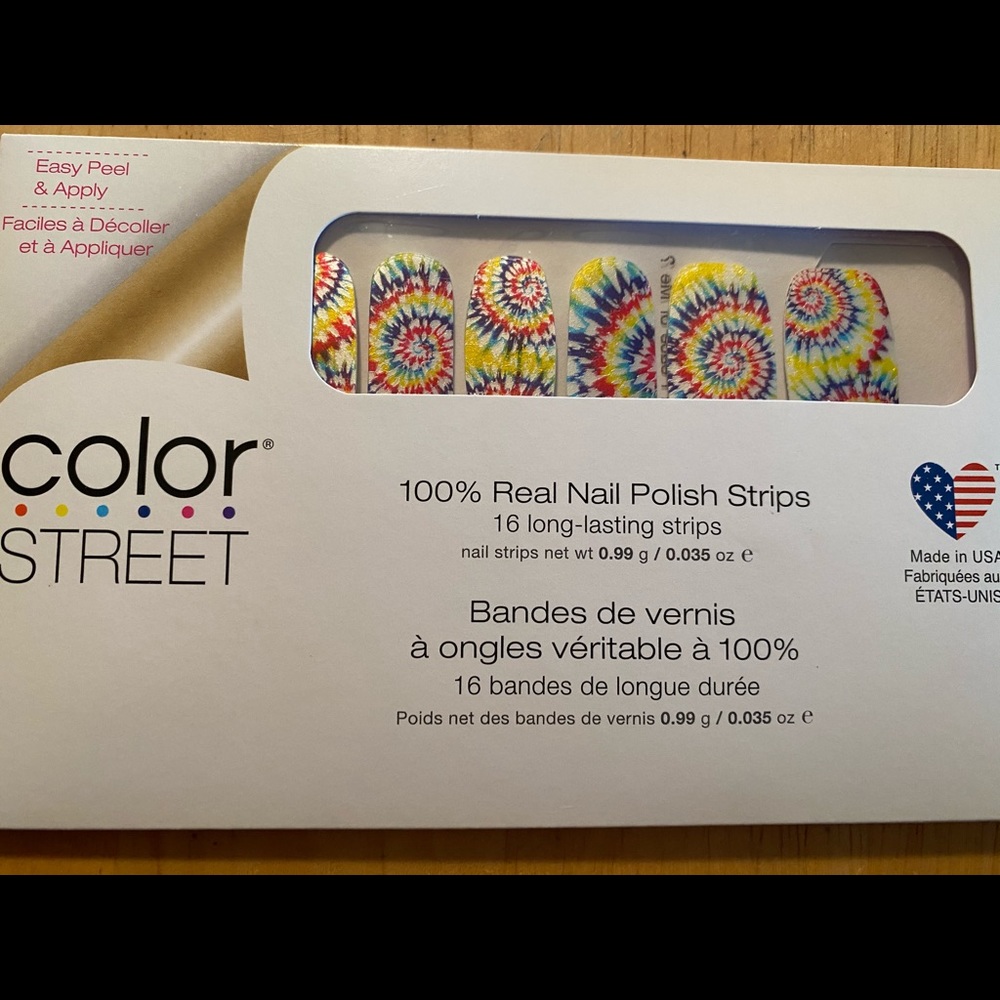 Easy Peel
& Apply
Faciles à Décoller
et à Appliquer
color®
STREET
100% Real Nail Polish Strips
16 long-lasting strips
nail strips net wt 0.99 g / 0.035 oz ℮
Bandes de vernis
à ongles véritable à 100%
16 bandes de longue durée
Poids net des bandes de vernis 0.99 g / 0.035 oz ℮
Made in USA
Fabriquées au
ÉTATS-UNIS